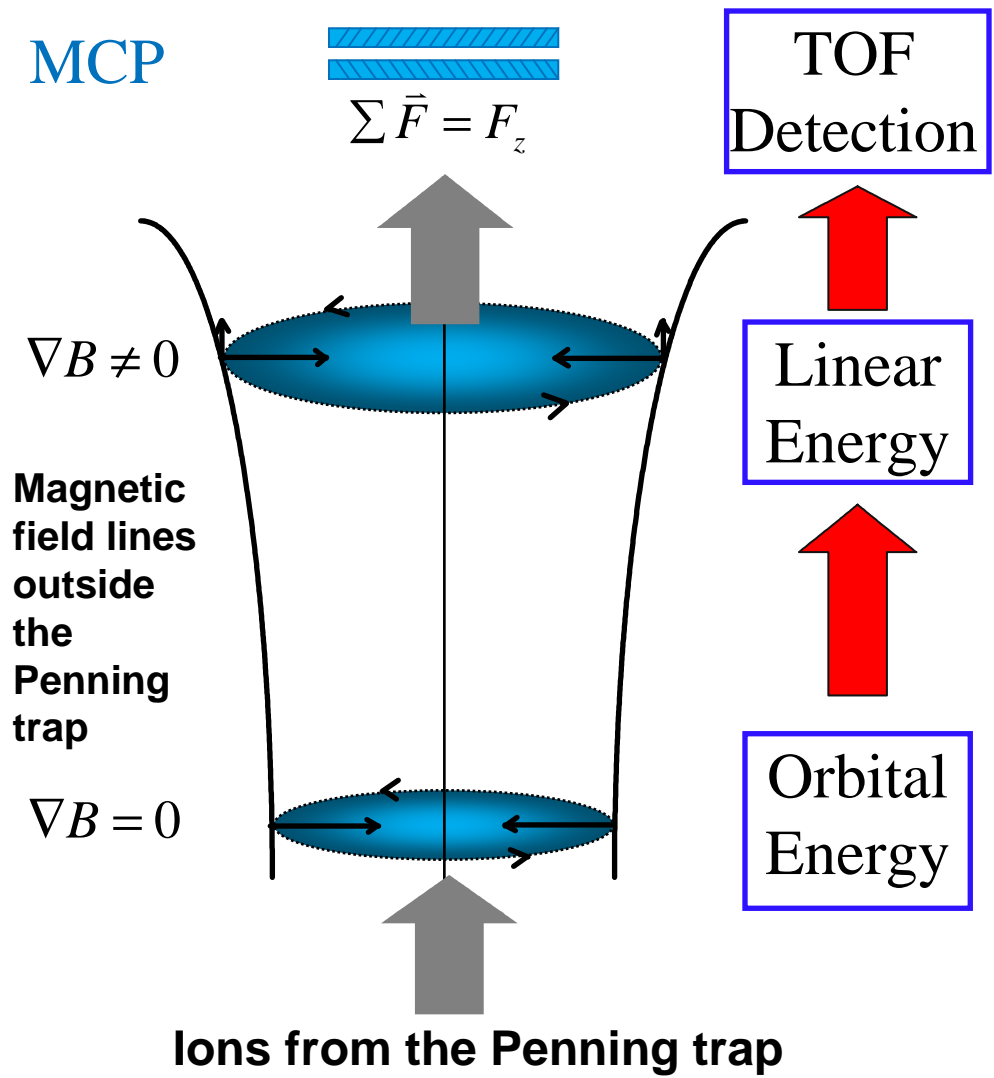 MCP
∑ F⃗ = F_z
TOF
Detection
∇B ≠ 0
Linear
Energy
Magnetic
field lines
outside
the
Penning
trap
∇B = 0
Orbital
Energy
Ions from the Penning trap